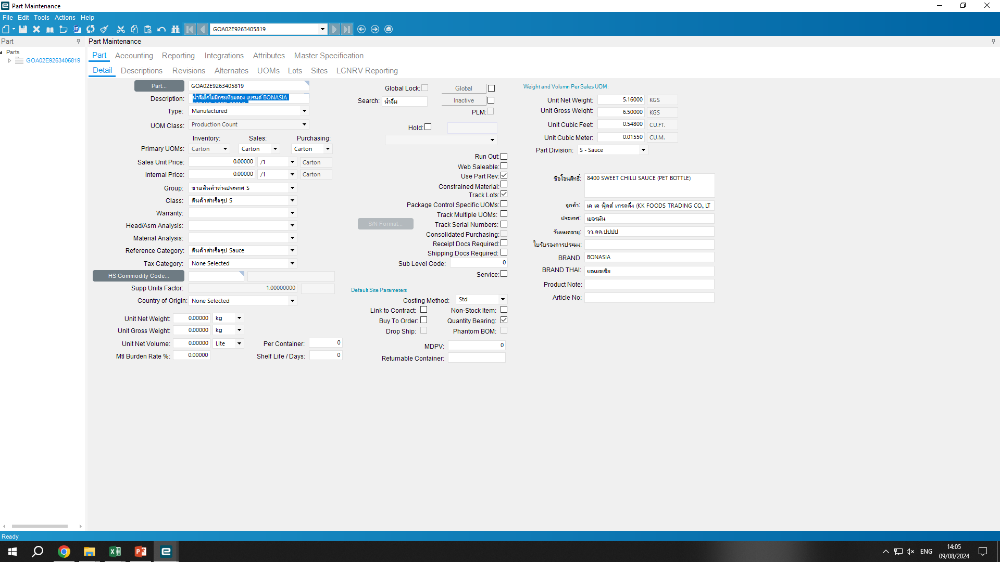 Part Maintenance
File Edit Tools Actions Help
GOA02E9263405819
Part
Part Maintenance
Parts
GOA02E9263405819
Part Accounting Reporting Integrations Attributes Master Specification
Detail Descriptions Revisions Alternates UOMs Lots Sites LCNRV Reporting
Part... GOA02E9263405819
Description: น้ำจิ้มไก่ไม่มีกระเทียมดอง แบรนด์ BONASIA
Type: Manufactured
UOM Class: Production Count
Inventory: Sales: Purchasing:
Primary UOMs: Carton Carton Carton
Sales Unit Price: 0.00000 /1 Carton
Internal Price: 0.00000 /1 Carton
Group: ขายสินค้าต่างประเทศ S
Class: สินค้าสำเร็จรูป S
Warranty:
Head/Asm Analysis:
Material Analysis:
Reference Category: สินค้าสำเร็จรูป Sauce
Tax Category: None Selected
HS Commodity Code...
Supp Units Factor: 1.00000000
Country of Origin: None Selected
Unit Net Weight: 0.00000 kg
Unit Gross Weight: 0.00000 kg
Unit Net Volume: 0.00000 Lite Per Container: 0
Mtl Burden Rate %: 0.00000 Shelf Life / Days: 0
Global Lock: Global
Search: น้ำจิ้ม Inactive
PLM:
Hold:
Run Out:
Web Saleable:
Use Part Rev:
Constrained Material:
Track Lots:
Package Control Specific UOMs:
Track Multiple UOMs:
S/N Format... Track Serial Numbers:
Consolidated Purchasing:
Receipt Docs Required:
Shipping Docs Required:
Sub Level Code: 0
Service:
Default Site Parameters
Costing Method: Std
Link to Contract: Non-Stock Item:
Buy To Order: Quantity Bearing:
Drop Ship: Phantom BOM:
MDPV: 0
Returnable Container:
Weight and Volumn Per Sales UOM:
Unit Net Weight: 5.16000 KGS
Unit Gross Weight: 6.50000 KGS
Unit Cubic Feet: 0.54800 CU.FT.
Unit Cubic Meter: 0.01550 CU.M.
Part Division: S - Sauce
ชื่อโอนสิทธิ์: 8400 SWEET CHILLI SAUCE (PET BOTTLE)
ลูกค้า: เค เค ฟู้ดส์ เทรดดิ้ง (KK FOODS TRADING CO., LT
ประเทศ: เยอรมัน
วันหมดอายุ: วว.ดด.ปปปป
ใบรับรองการประมง:
BRAND BONASIA
BRAND THAI: บอนเอเชีย
Product Note:
Article No:
Ready
ENG
14:05
09/08/2024